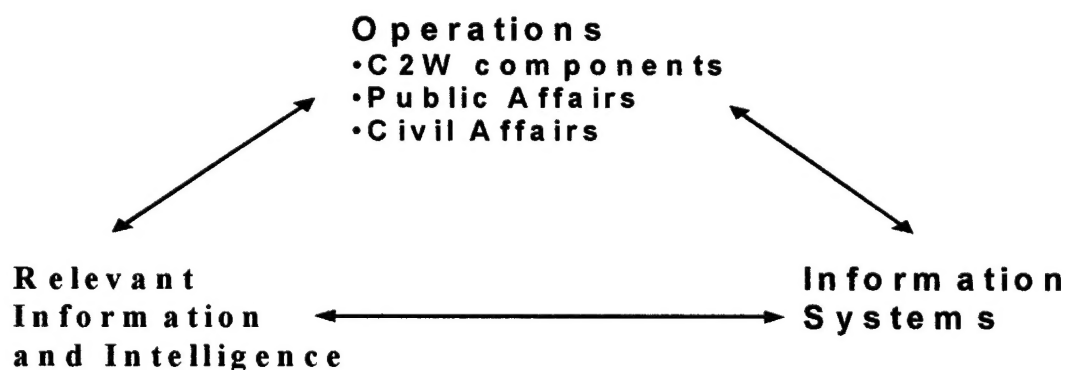 Operations
•C2W components
•Public Affairs
•Civil Affairs
Relevant
Information
and Intelligence
Information
Systems